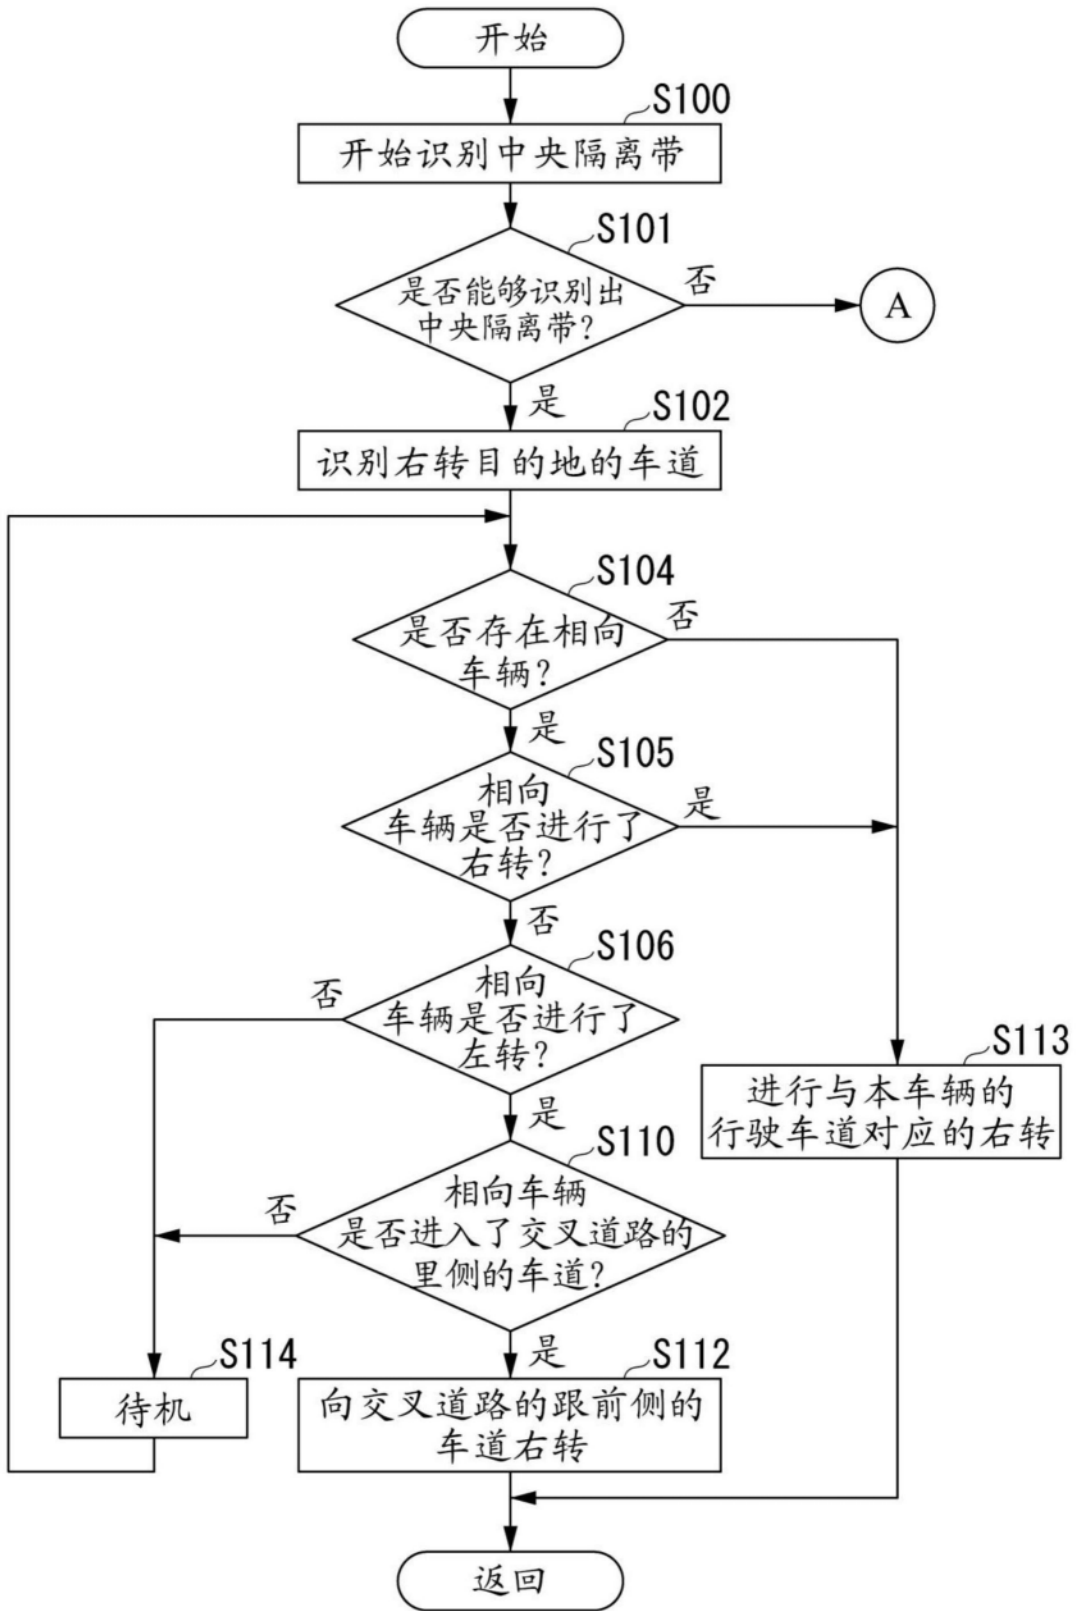 开始
S100
开始识别中央隔离带
S101
是否能够识别出
中央隔离带?
否
A
是
S102
识别右转目的地的车道
S104
是否存在相向
车辆?
否
是
S105
相向
车辆是否进行了
右转?
是
否
S106
相向
车辆是否进行了
左转?
否
是
S113
进行与本车辆的
行驶车道对应的右转
S110
相向车辆
是否进入了交叉道路的
里侧的车道?
否
是
S114
待机
S112
向交叉道路的跟前侧的
车道右转
返回